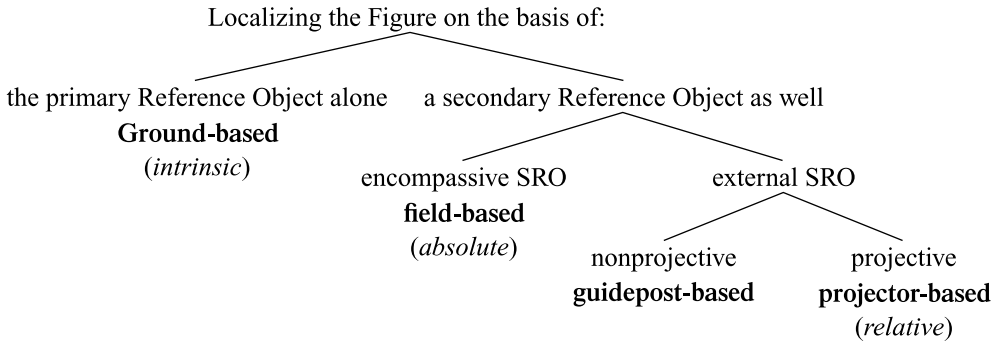 Localizing the Figure on the basis of:
the primary Reference Object alone
Ground-based
(intrinsic)
a secondary Reference Object as well
encompassive SRO
field-based
(absolute)
external SRO
nonprojective
guidepost-based
projective
projector-based
(relative)